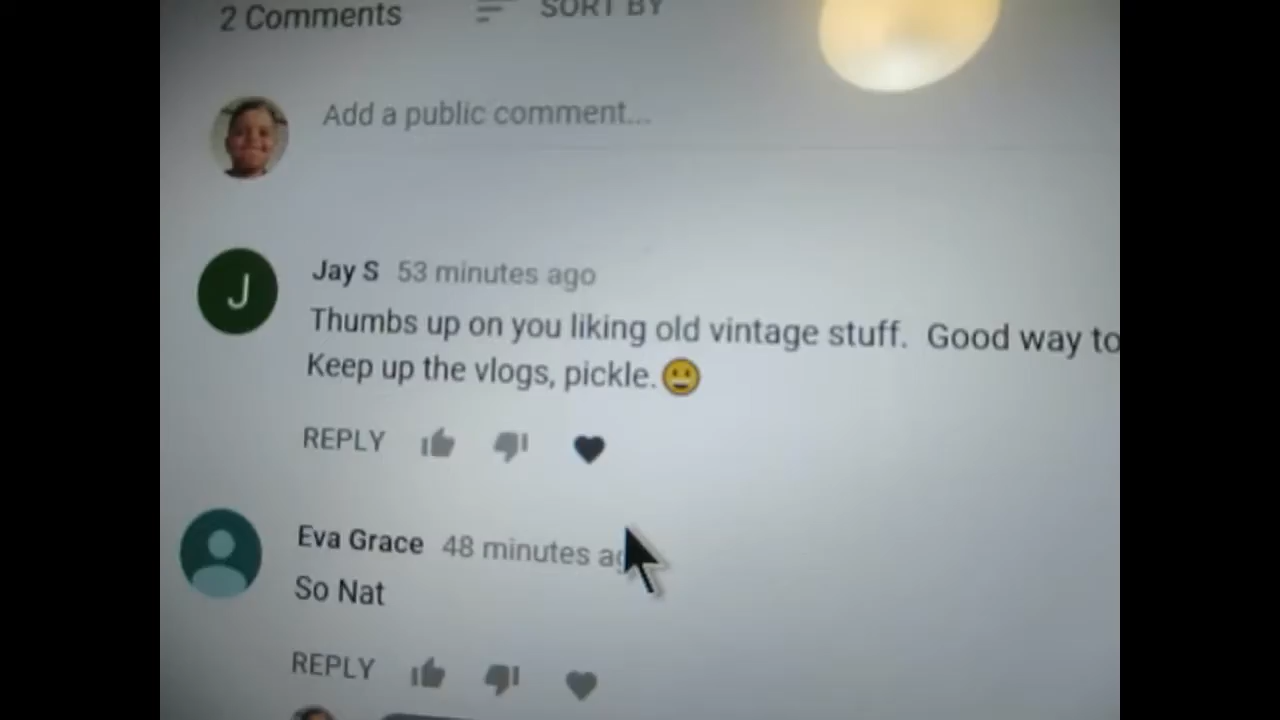 2 Comments
SORT BY
Add a public comment...
J
Jay S 53 minutes ago
Thumbs up on you liking old vintage stuff. Good way to
Keep up the vlogs, pickle.
REPLY
Eva Grace 48 minutes ag
So Nat
REPLY